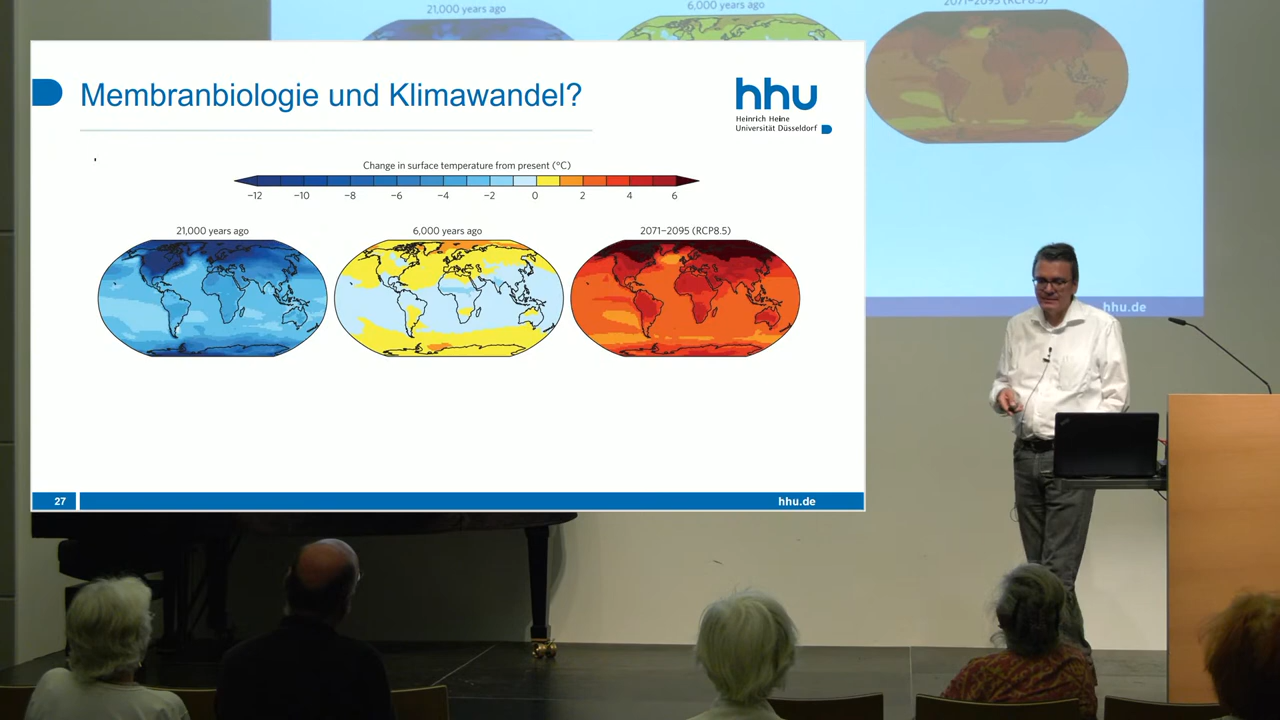 21,000 years ago
6,000 years ago
2071–2095 (RCP8.5)
Membranbiologie und Klimawandel?
hhu
Heinrich Heine
Universität Düsseldorf
Change in surface temperature from present (°C)
−12 −10 −8 −6 −4 −2 0 2 4 6
21,000 years ago
6,000 years ago
2071–2095 (RCP8.5)
hhu.de
27
hhu.de